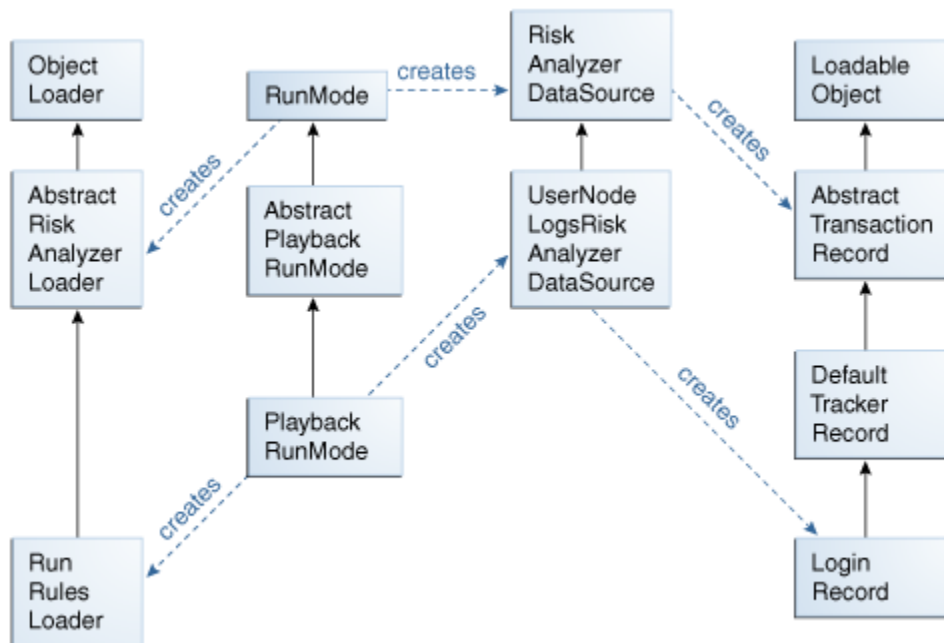 Object
Loader
RunMode
creates
Risk
Analyzer
DataSource
Loadable
Object
creates
creates
Abstract
Risk
Analyzer
Loader
Abstract
Playback
RunMode
UserNode
LogsRisk
Analyzer
DataSource
Abstract
Transaction
Record
creates
creates
Default
Tracker
Record
Playback
RunMode
creates
Run
Rules
Loader
Login
Record